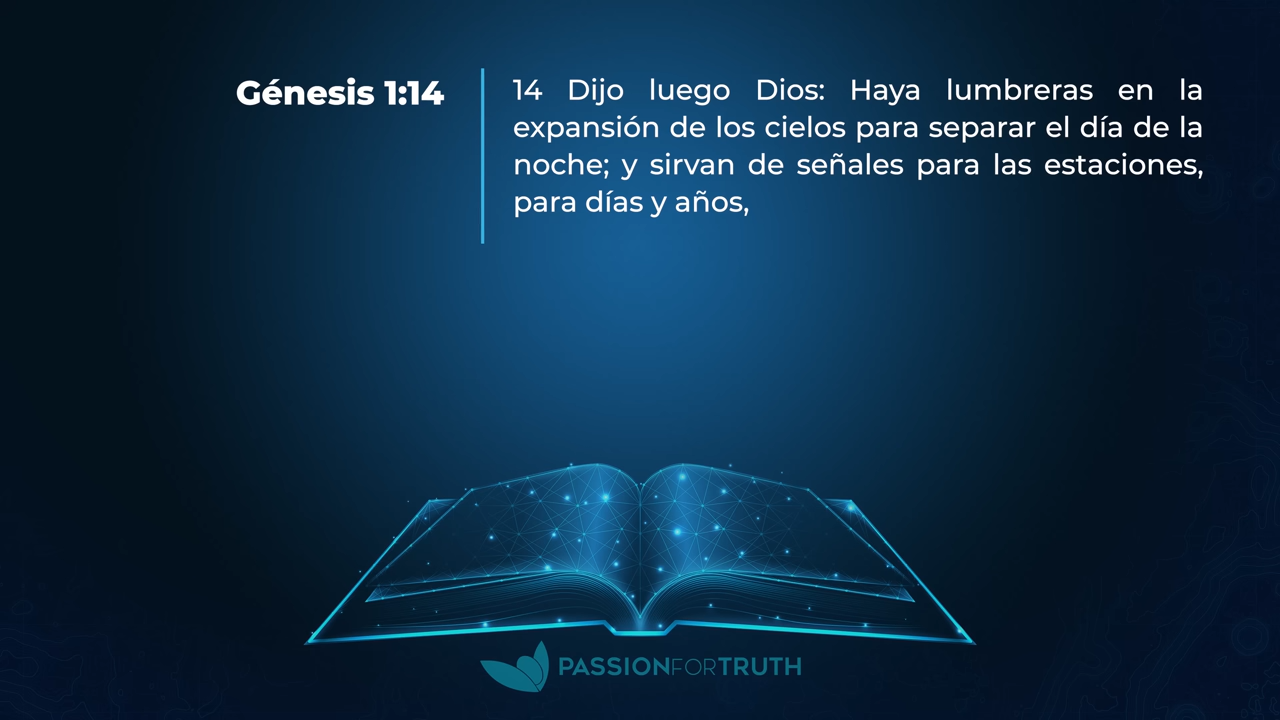 Génesis 1:14
14 Dijo luego Dios: Haya lumbreras en la
expansión de los cielos para separar el día de la
noche; y sirvan de señales para las estaciones,
para días y años,
PASSIONFORTRUTH